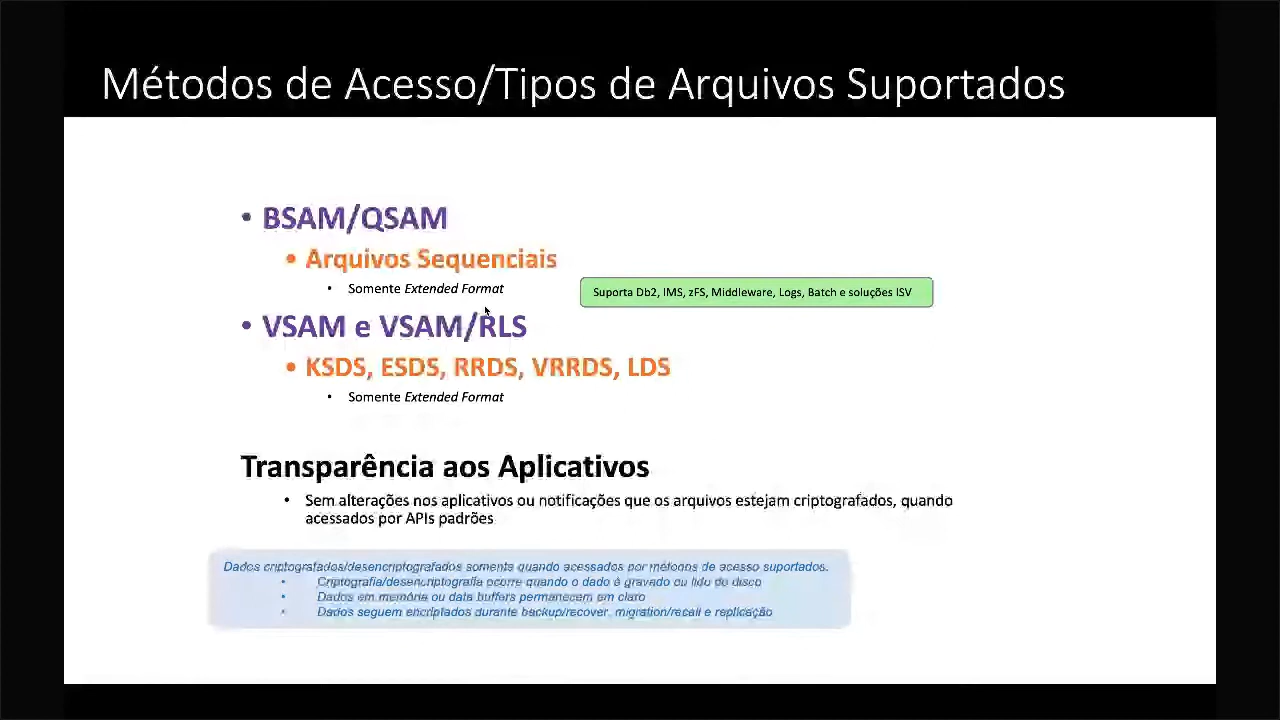 Métodos de Acesso/Tipos de Arquivos Suportados
• BSAM/QSAM
• Arquivos Sequenciais
• Somente Extended Format
Suporta Db2, IMS, zFS, Middleware, Logs, Batch e soluções ISV
• VSAM e VSAM/RLS
• KSDS, ESDS, RRDS, VRRDS, LDS
• Somente Extended Format
Transparência aos Aplicativos
• Sem alterações nos aplicativos ou notificações que os arquivos estejam criptografados, quando
acessados por APIs padrões
Dados criptografados/desencriptografados somente quando acessados por métodos de acesso suportados.
• Criptografia/desencriptografia ocorre quando o dado é gravado ou lido do disco
• Dados em memória ou data buffers permanecem em claro
• Dados seguem encriptados durante backup/recover, migration/recall e replicação